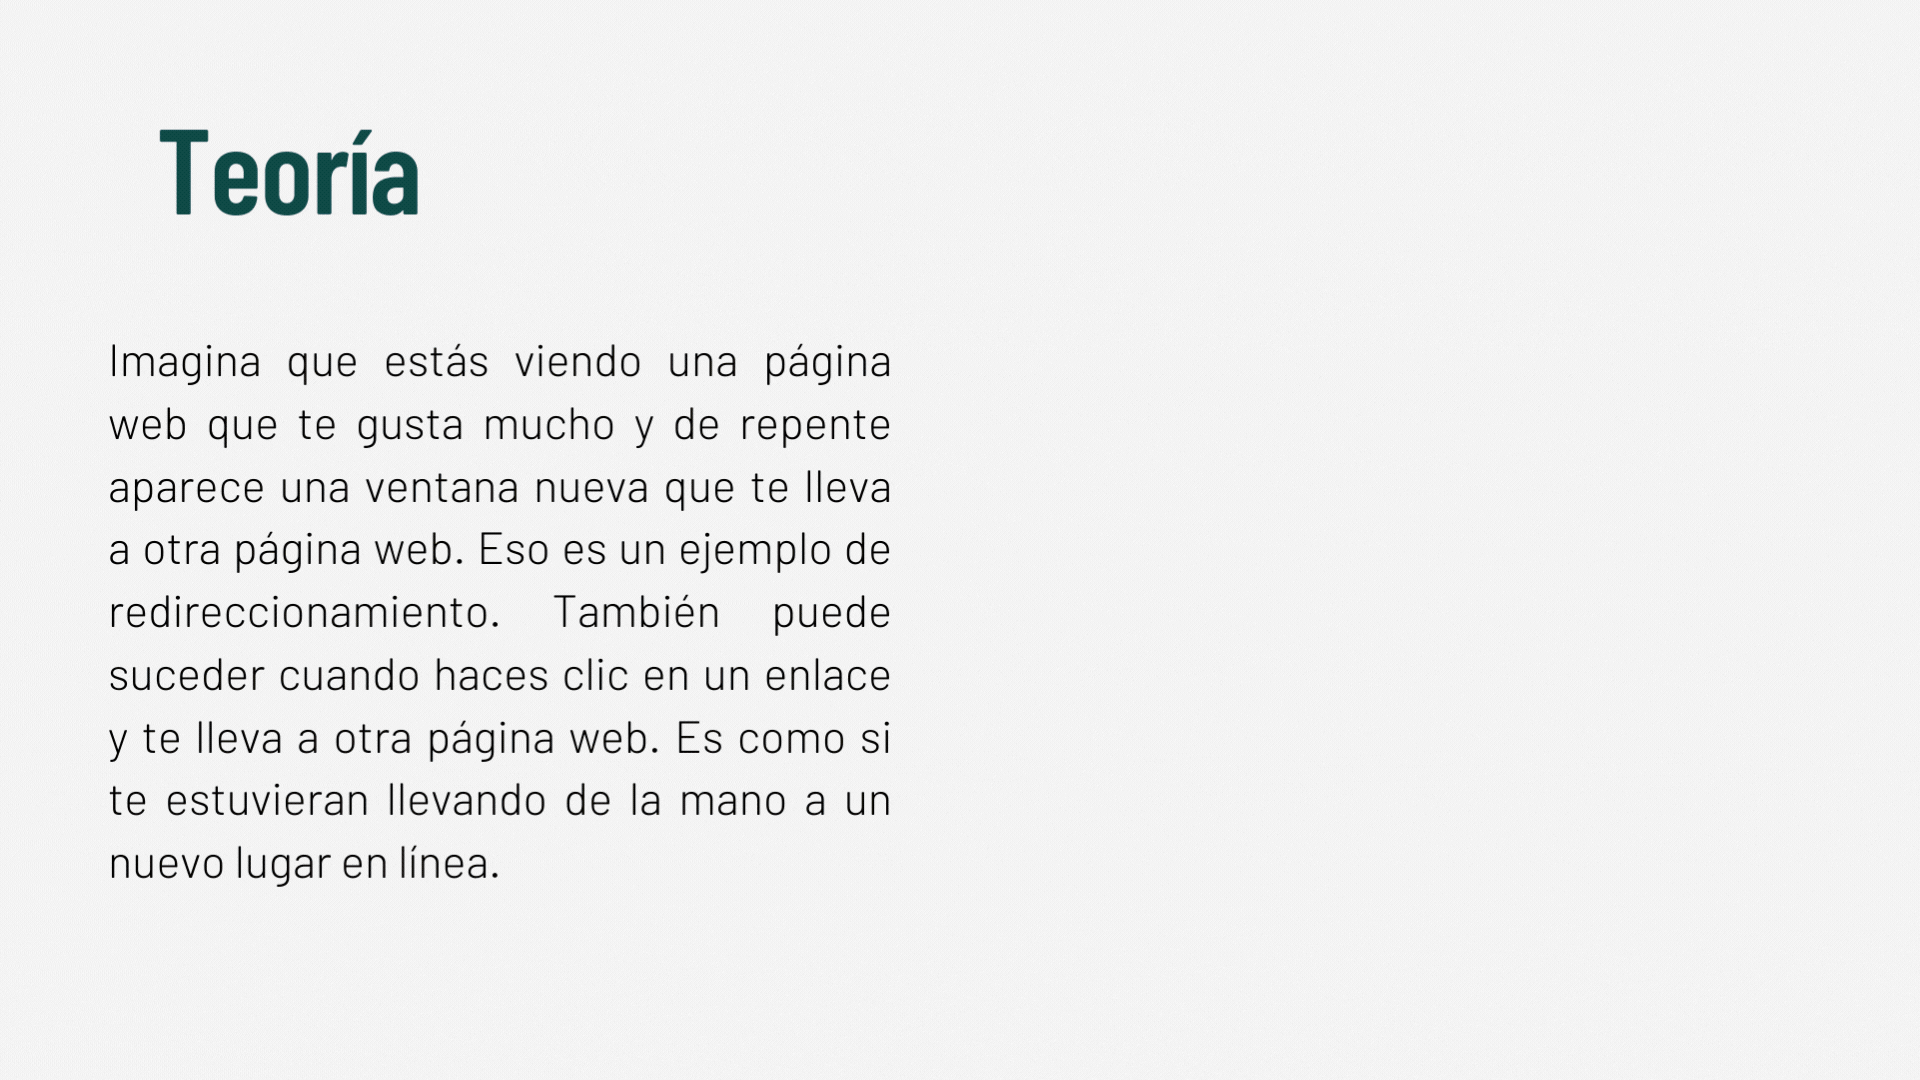 Teoría
Imagina que estás viendo una página
web que te gusta mucho y de repente
aparece una ventana nueva que te lleva
a otra página web. Eso es un ejemplo de
redireccionamiento. También puede
suceder cuando haces clic en un enlace
y te lleva a otra página web. Es como si
te estuvieran llevando de la mano a un
nuevo lugar en línea.